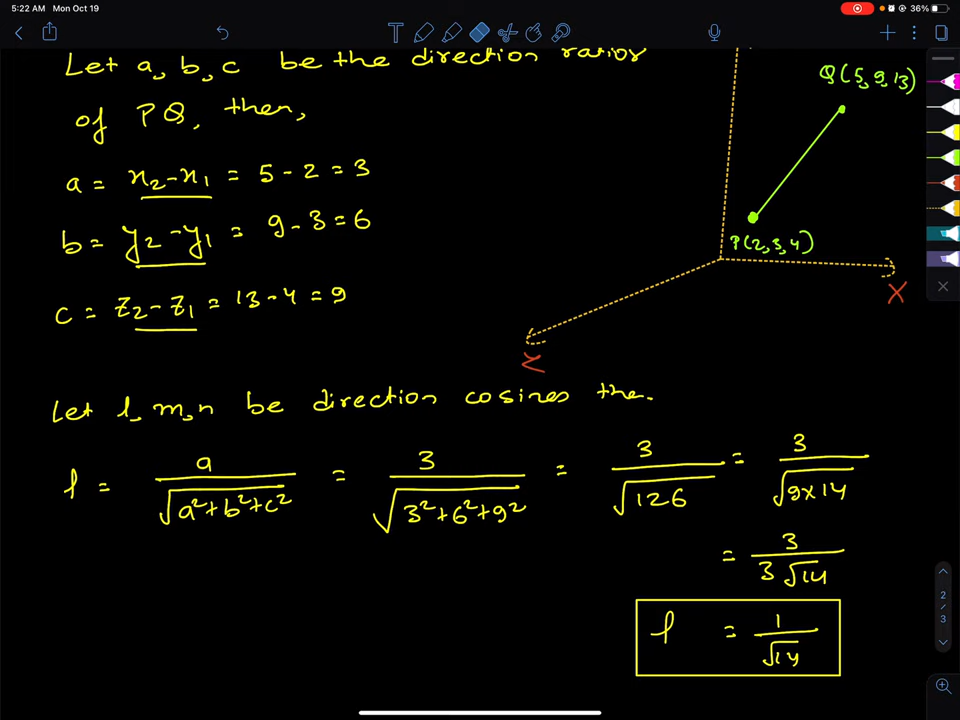 5:22 AM Mon Oct 19
36%
Let a, b, c be the direction ratios
of PQ, then,
a = x₂-x₁ = 5 - 2 = 3
b = y₂-y₁ = 9 - 3 = 6
c = z₂-z₁ = 13 - 4 = 9
Q(5,9,13)
P(2,3,4)
X
Z
Let l, m, n be direction cosines the.
l = a/√(a²+b²+c²) = 3/√(3²+6²+9²) = 3/√126 = 3/√(9×14)
= 3/(3√14)
l = 1/√14
2/3